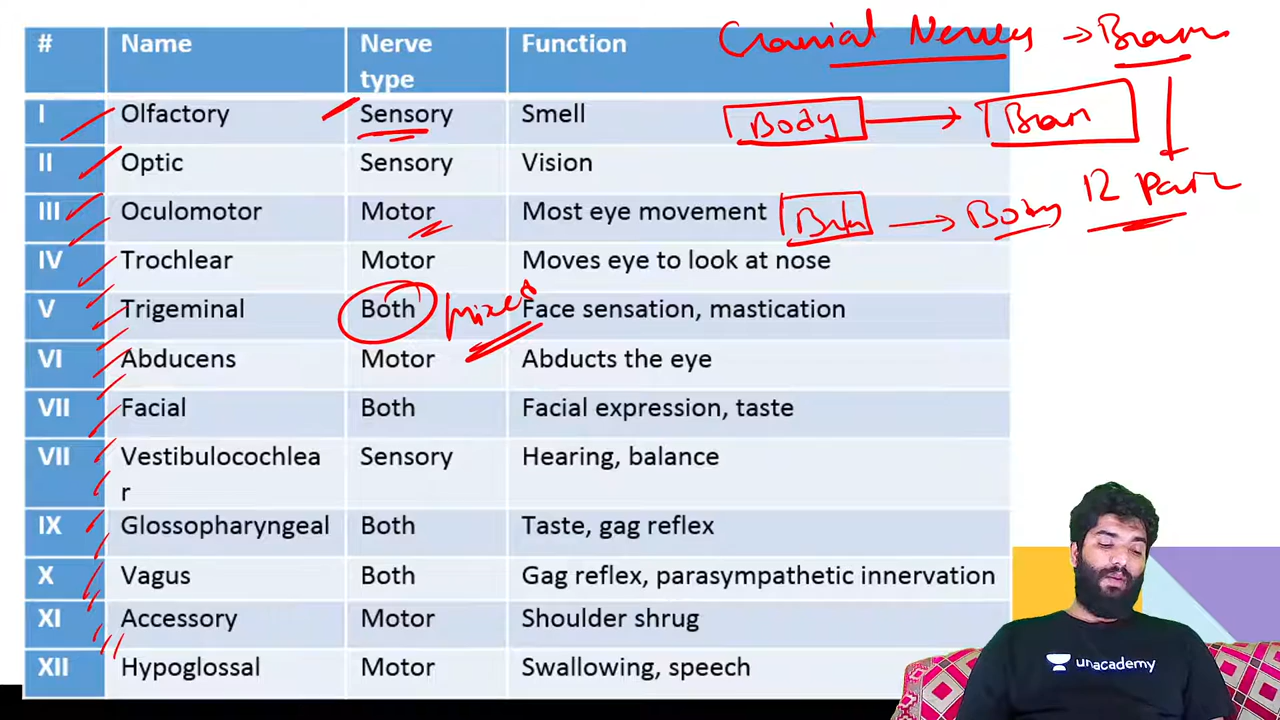 # Name Nerve type Function
I Olfactory Sensory Smell
II Optic Sensory Vision
III Oculomotor Motor Most eye movement
IV Trochlear Motor Moves eye to look at nose
V Trigeminal Both Face sensation, mastication
VI Abducens Motor Abducts the eye
VII Facial Both Facial expression, taste
VII Vestibulocochlea
r Sensory Hearing, balance
IX Glossopharyngeal Both Taste, gag reflex
X Vagus Both Gag reflex, parasympathetic innervation
XI Accessory Motor Shoulder shrug
XII Hypoglossal Motor Swallowing, speech
Cranial Nerves → Brain
Body → Brain
→ Body
12 Pair
mixed
unacademy